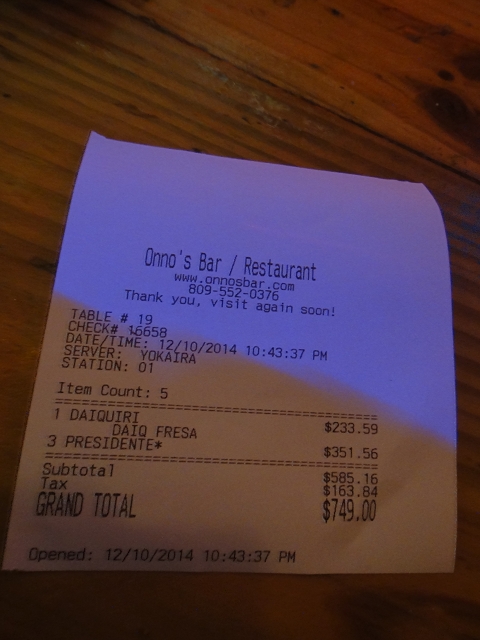 Onno's Bar / Restaurant
www.onnosbar.com
809-552-0376
Thank you, visit again soon!
TABLE # 19
CHECK# 16658
DATE/TIME: 12/10/2014 10:43:37 PM
SERVER: YOKAIRA
STATION: 01
Item Count: 5
1 DAIQUIRI $233.59
DAIQ FRESA
3 PRESIDENTE* $351.56
Subtotal $585.16
Tax $163.84
GRAND TOTAL $749.00
Opened: 12/10/2014 10:43:37 PM